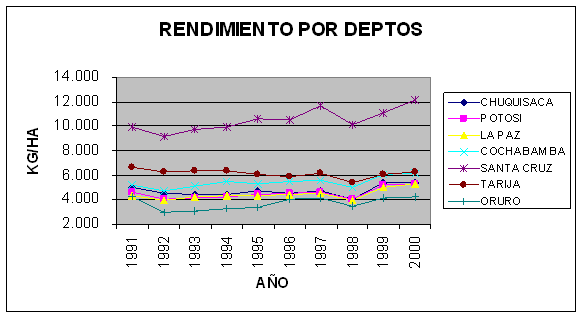 RENDIMIENTO POR DEPTOS
KG/HA
14.000
12.000
10.000
8.000
6.000
4.000
2.000
1991
1992
1993
1994
1995
1996
1997
1998
1999
2000
AÑO
CHUQUISACA
POTOSI
LA PAZ
COCHABAMBA
SANTA CRUZ
TARIJA
ORURO